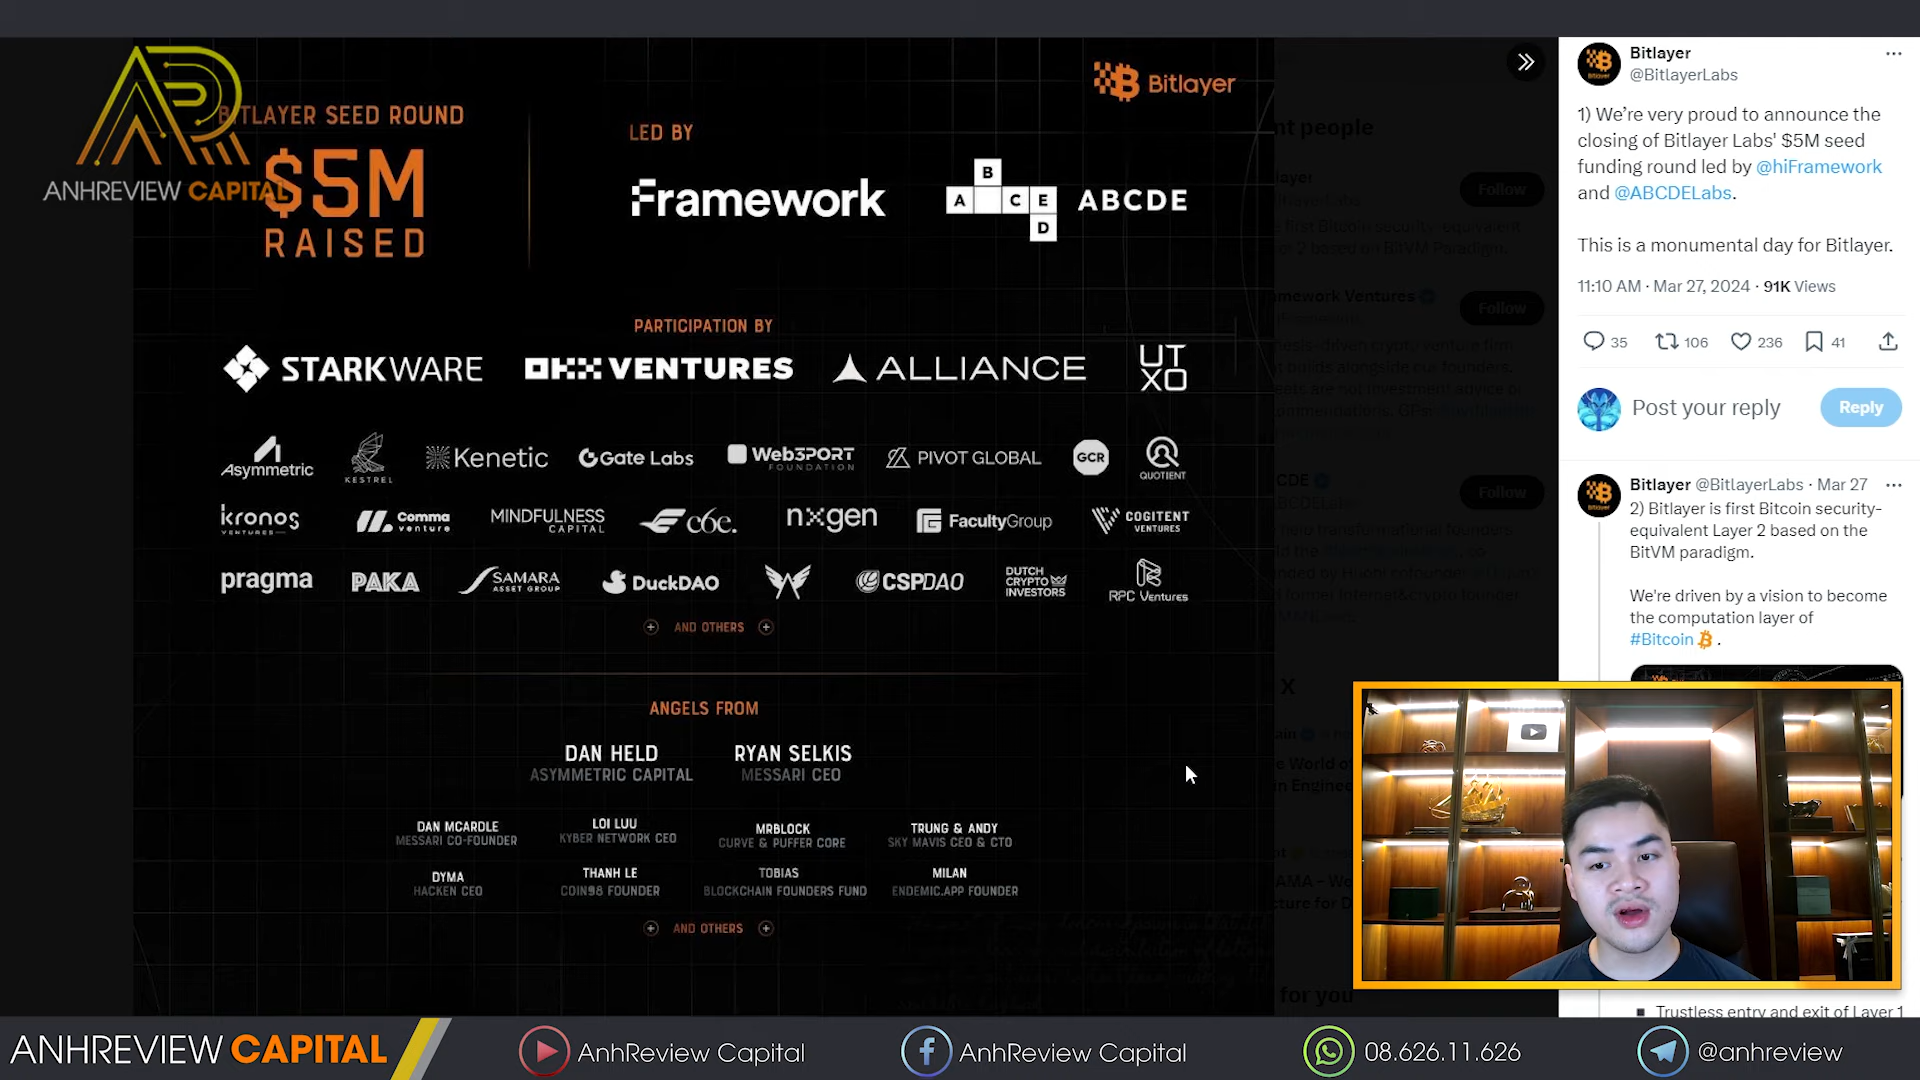 ANHREVIEW CAPITAL
BITLAYER SEED ROUND
$5M
RAISED
Bitlayer
LED BY
Framework
A B C E D ABCDE
PARTICIPATION BY
STARKWARE
OKX VENTURES
ALLIANCE
UTXO
Asymmetric
KESTREL
Kenetic
Gate Labs
Web3PORT
FOUNDATION
PIVOT GLOBAL
GCR
QUOTIENT
kronos
VENTURES
Comma
venture
MINDFULNESS
CAPITAL
c6e.
nxgen
FacultyGroup
COGITENT
VENTURES
pragma
PAKA
SAMARA
ASSET GROUP
DuckDAO
CSPDAO
DUTCH
CRYPTO
INVESTORS
RPC Ventures
AND OTHERS
ANGELS FROM
DAN HELD
ASYMMETRIC CAPITAL
RYAN SELKIS
MESSARI CEO
DAN MCARDLE
MESSARI CO-FOUNDER
LOI LUU
KYBER NETWORK CEO
MRBLOCK
CURVE & PUFFER CORE
TRUNG & ANDY
SKY MAVIS CEO & CTO
DYMA
HACKEN CEO
THANH LE
COIN98 FOUNDER
TOBIAS
BLOCKCHAIN FOUNDERS FUND
MILAN
ENDEMIC.APP FOUNDER
AND OTHERS
nt people
Follow
Follow
Follow
mework Ventures
for you
Bitlayer
@BitlayerLabs
1) We're very proud to announce the
closing of Bitlayer Labs' $5M seed
funding round led by @hiFramework
and @ABCDELabs.
This is a monumental day for Bitlayer.
11:10 AM · Mar 27, 2024 · 91K Views
35 106 236 41
Post your reply
Reply
Bitlayer @BitlayerLabs · Mar 27
2) Bitlayer is first Bitcoin security-
equivalent Layer 2 based on the
BitVM paradigm.
We're driven by a vision to become
the computation layer of
#Bitcoin .
Trustless entry and exit of Layer 1
ANHREVIEW CAPITAL
AnhReview Capital
AnhReview Capital
08.626.11.626
@anhreview